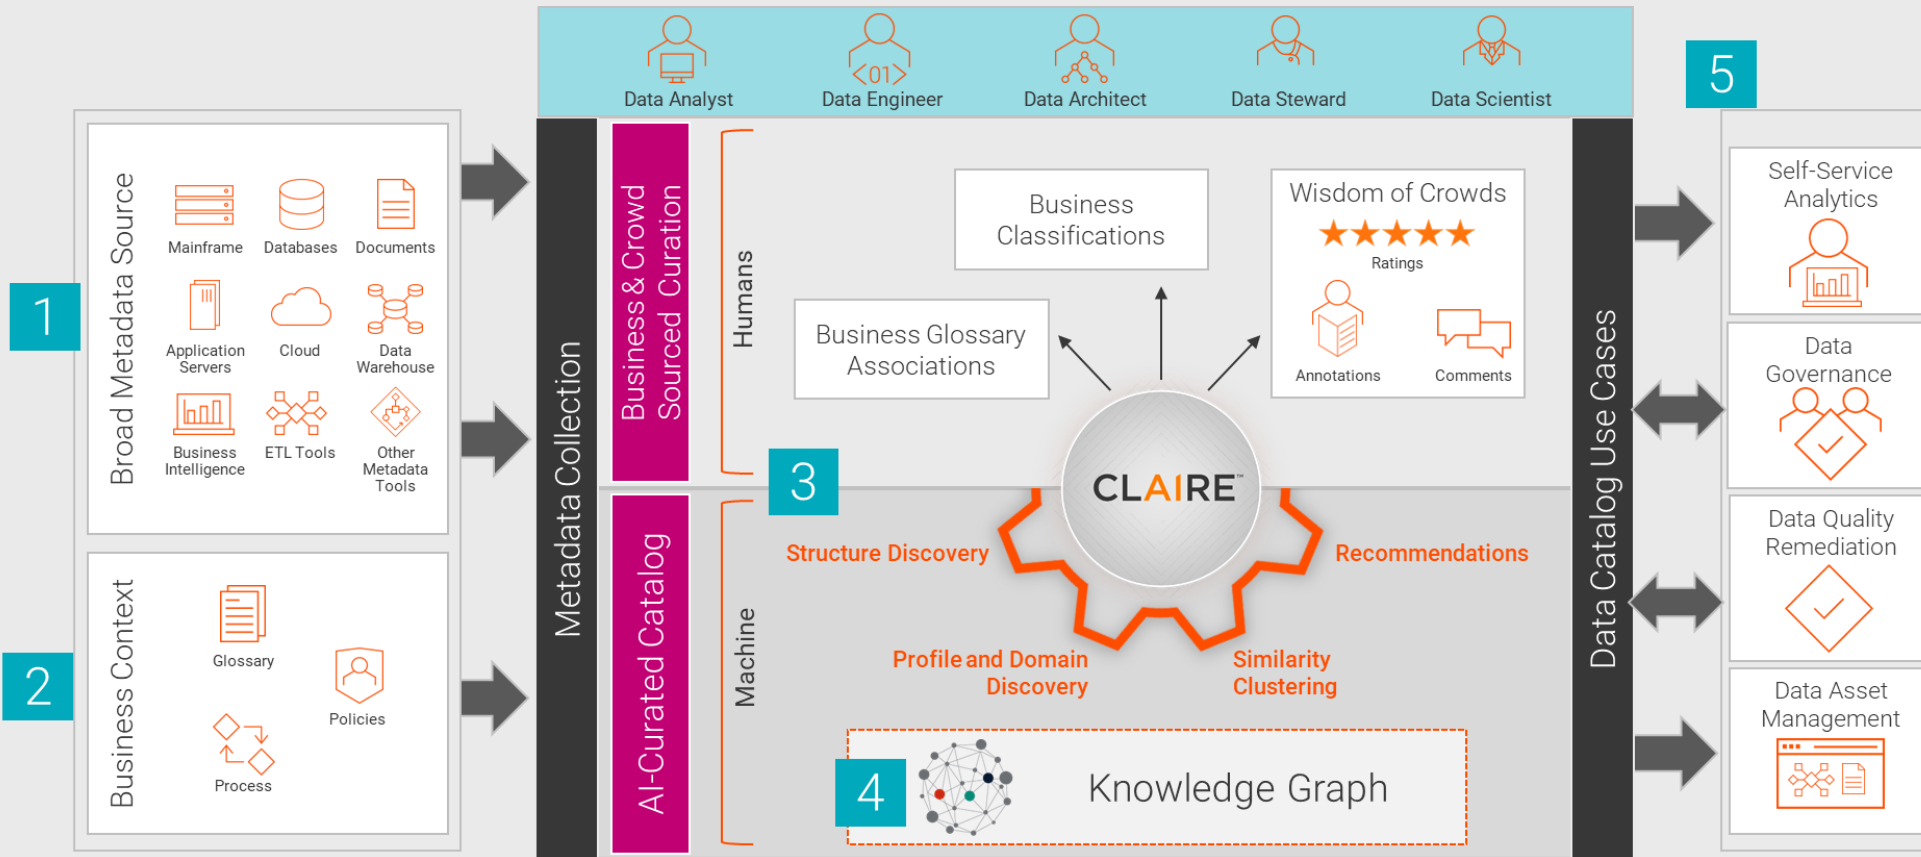 Data Analyst
<01>
Data Engineer
Data Architect
Data Steward
Data Scientist
1
Broad Metadata Source
Mainframe
Databases
Documents
Application
Servers
Cloud
Data
Warehouse
Business
Intelligence
ETL Tools
Other
Metadata
Tools
2
Business Context
Glossary
Policies
Process
Metadata Collection
Business & Crowd
Sourced Curation
Humans
Business
Classifications
Wisdom of Crowds
Ratings
Annotations
Comments
Business Glossary
Associations
3
CLAIRE™
AI-Curated Catalog
Machine
Structure Discovery
Recommendations
Profile and Domain
Discovery
Similarity
Clustering
4
Knowledge Graph
Data Catalog Use Cases
5
Self-Service
Analytics
Data
Governance
Data Quality
Remediation
Data Asset
Management